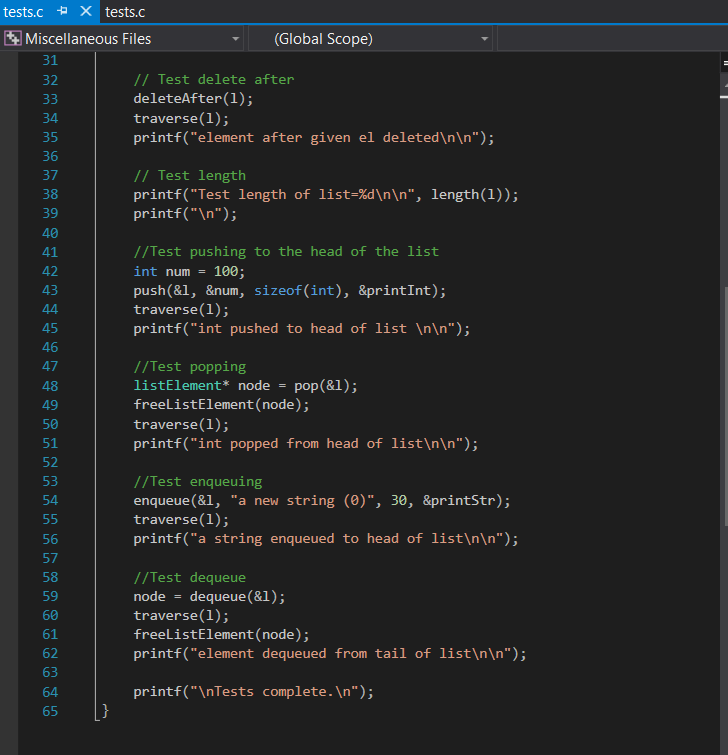 tests.c tests.c
Miscellaneous Files (Global Scope)
31
32 // Test delete after
33 deleteAfter(l);
34 traverse(l);
35 printf("element after given el deleted\n\n");
36
37 // Test length
38 printf("Test length of list=%d\n\n", length(l));
39 printf("\n");
40
41 //Test pushing to the head of the list
42 int num = 100;
43 push(&l, &num, sizeof(int), &printInt);
44 traverse(l);
45 printf("int pushed to head of list \n\n");
46
47 //Test popping
48 listElement* node = pop(&l);
49 freeListElement(node);
50 traverse(l);
51 printf("int popped from head of list\n\n");
52
53 //Test enqueuing
54 enqueue(&l, "a new string (0)", 30, &printStr);
55 traverse(l);
56 printf("a string enqueued to head of list\n\n");
57
58 //Test dequeue
59 node = dequeue(&l);
60 traverse(l);
61 freeListElement(node);
62 printf("element dequeued from tail of list\n\n");
63
64 printf("\nTests complete.\n");
65 }